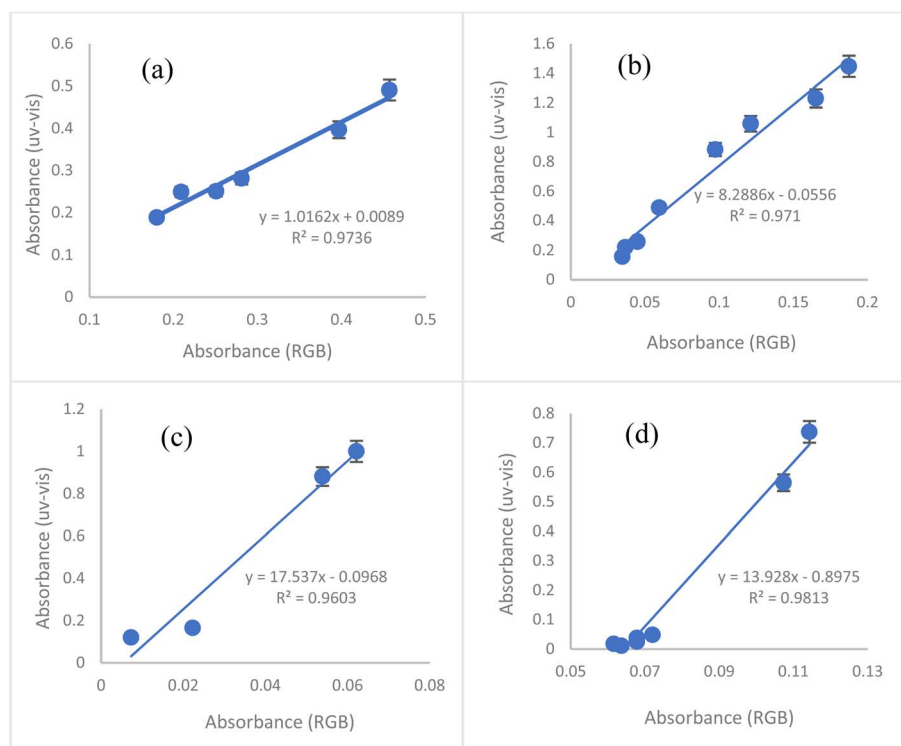 (a)
Absorbance (uv-vis)
0.6
0.5
0.4
0.3
0.2
0.1
0
y = 1.0162x + 0.0089
R² = 0.9736
0.1 0.2 0.3 0.4 0.5
Absorbance (RGB)
(b)
Absorbance (uv-vis)
1.6
1.4
1.2
1
0.8
0.6
0.4
0.2
0
y = 8.2886x - 0.0556
R² = 0.971
0 0.05 0.1 0.15 0.2
Absorbance (RGB)
(c)
Absorbance (uv-vis)
1.2
1
0.8
0.6
0.4
0.2
0
y = 17.537x - 0.0968
R² = 0.9603
0 0.02 0.04 0.06 0.08
Absorbance (RGB)
(d)
Absorbance (uv-vis)
0.8
0.7
0.6
0.5
0.4
0.3
0.2
0.1
0
y = 13.928x - 0.8975
R² = 0.9813
0.05 0.07 0.09 0.11 0.13
Absorbance (RGB)